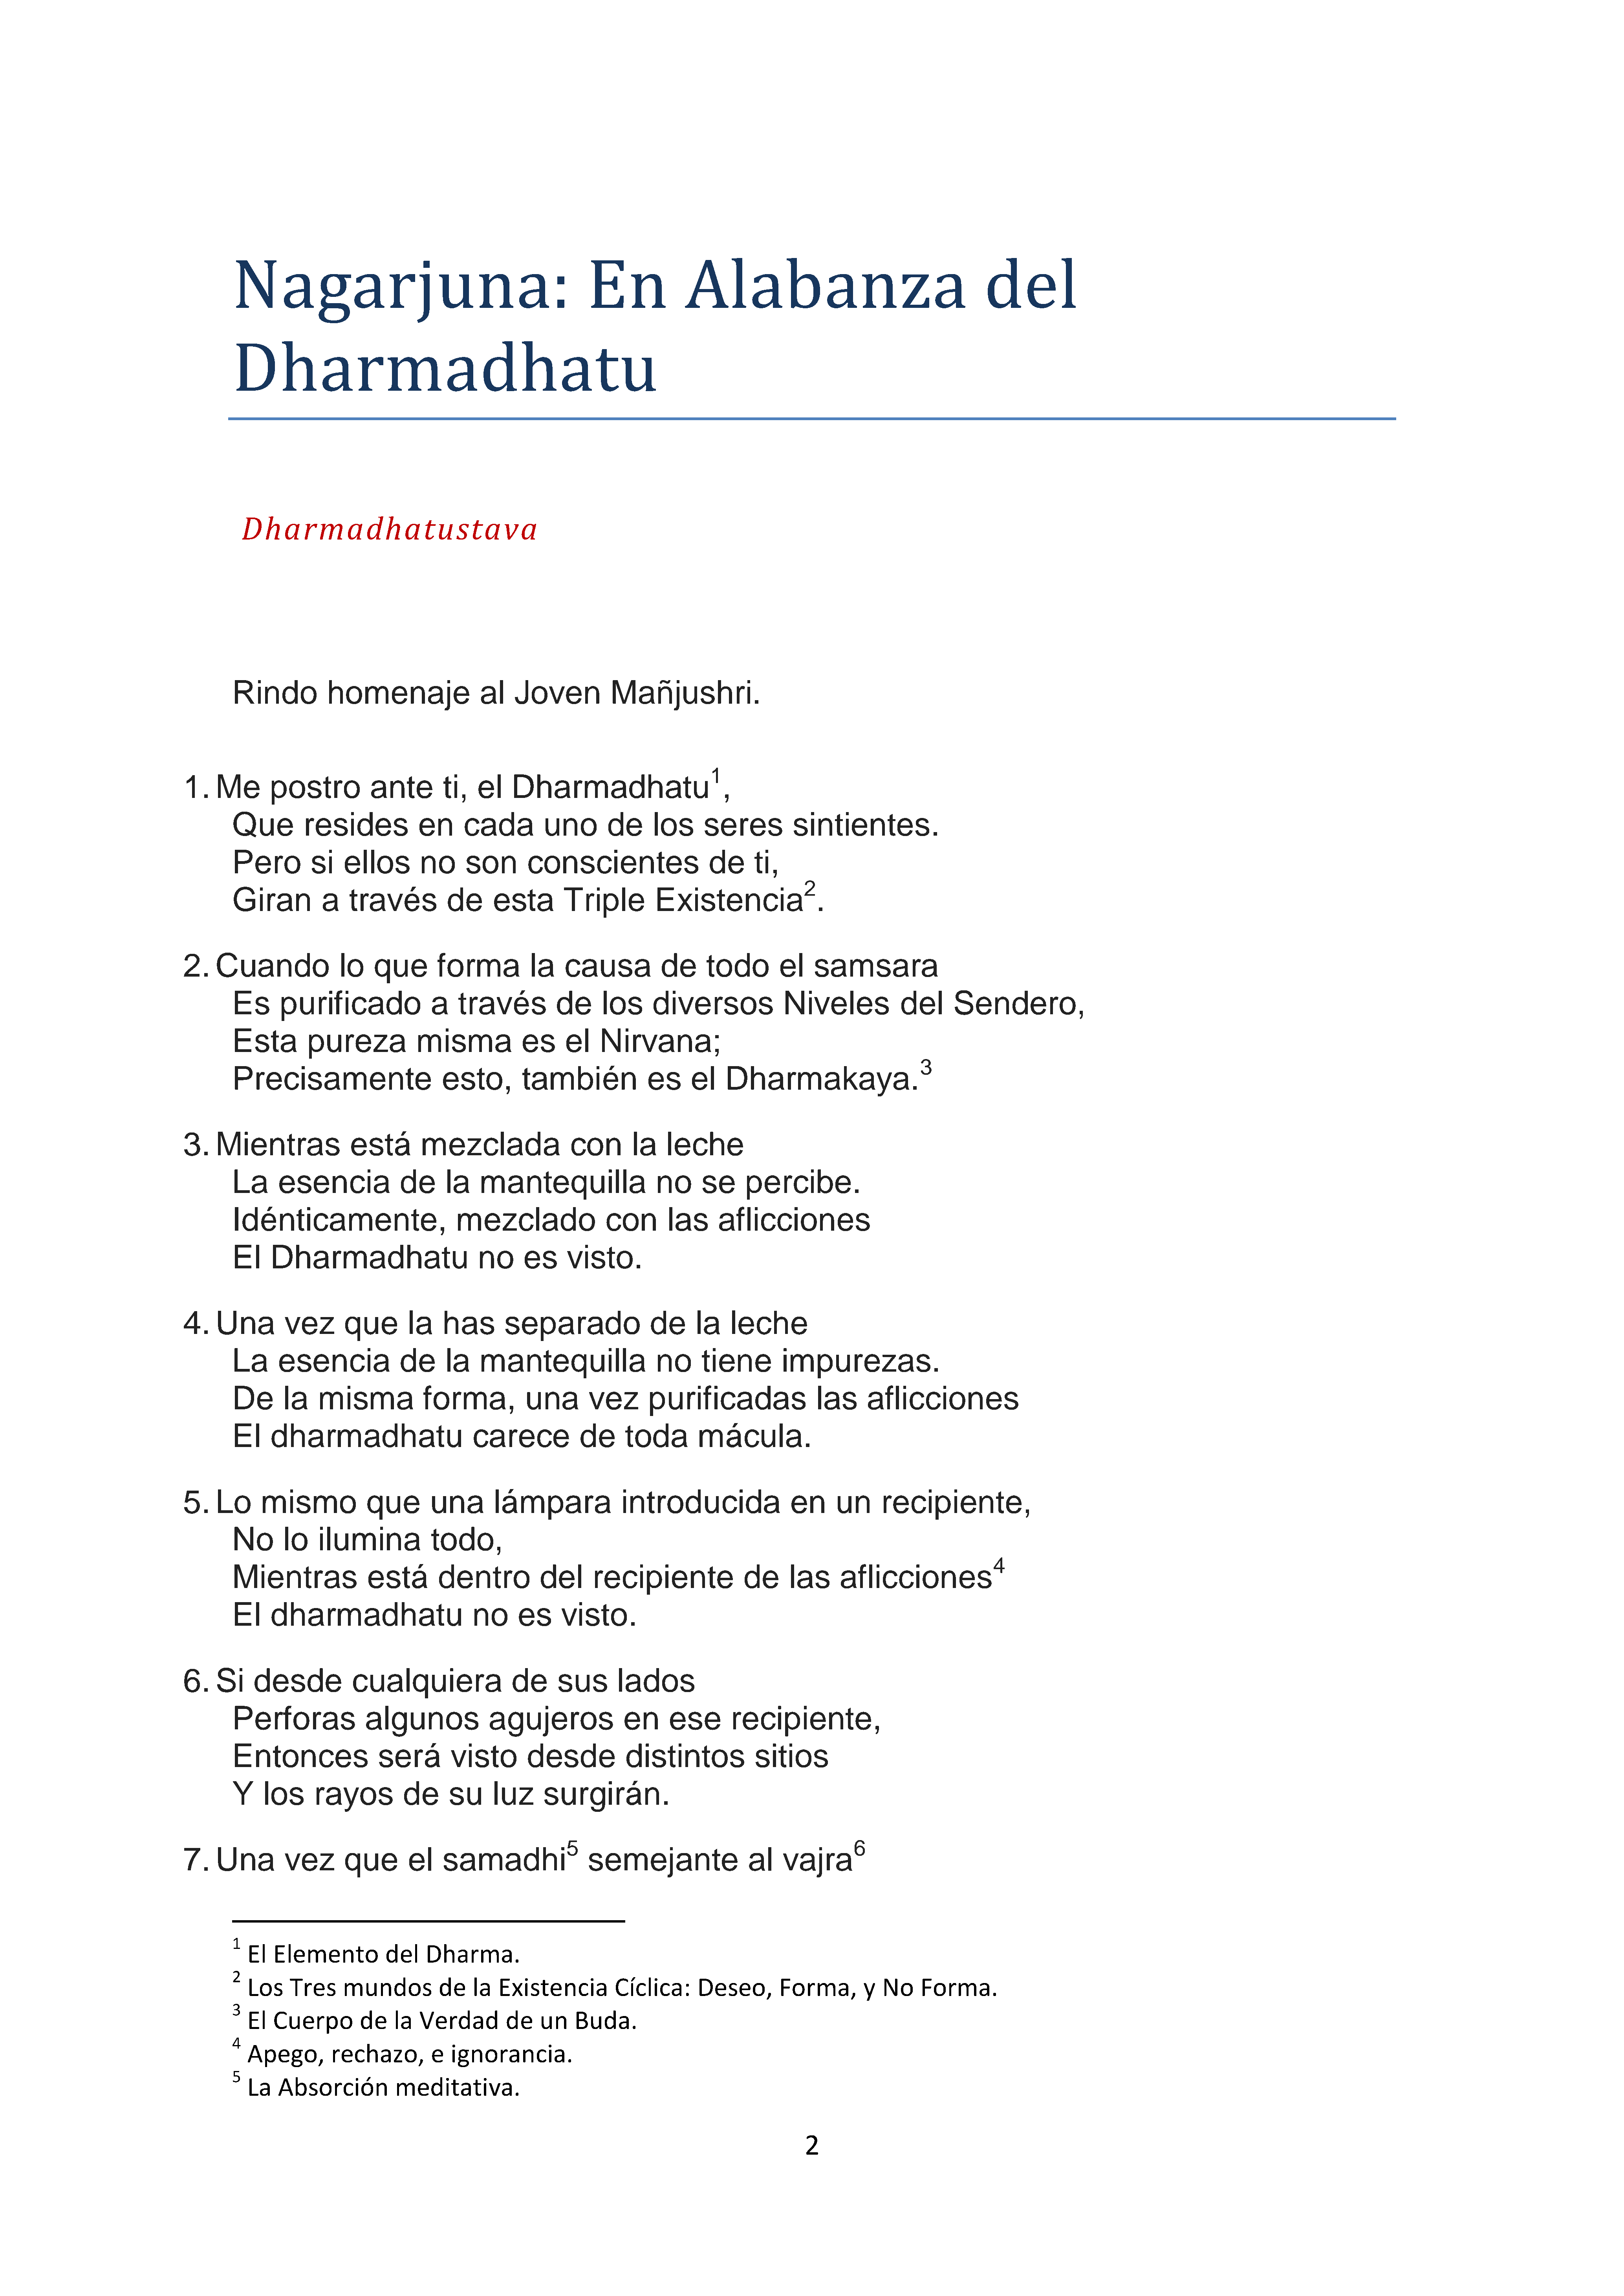 Nagarjuna: En Alabanza del
Dharmadhatu
Dharmadhatustava
Rindo homenaje al Joven Mañjushri.
1. Me postro ante ti, el Dharmadhatu¹,
Que resides en cada uno de los seres sintientes.
Pero si ellos no son conscientes de ti,
Giran a través de esta Triple Existencia².
2. Cuando lo que forma la causa de todo el samsara
Es purificado a través de los diversos Niveles del Sendero,
Esta pureza misma es el Nirvana;
Precisamente esto, también es el Dharmakaya.³
3. Mientras está mezclada con la leche
La esencia de la mantequilla no se percibe.
Idénticamente, mezclado con las aflicciones
El Dharmadhatu no es visto.
4. Una vez que la has separado de la leche
La esencia de la mantequilla no tiene impurezas.
De la misma forma, una vez purificadas las aflicciones
El dharmadhatu carece de toda mácula.
5. Lo mismo que una lámpara introducida en un recipiente,
No lo ilumina todo,
Mientras está dentro del recipiente de las aflicciones⁴
El dharmadhatu no es visto.
6. Si desde cualquiera de sus lados
Perforas algunos agujeros en ese recipiente,
Entonces será visto desde distintos sitios
Y los rayos de su luz surgirán.
7. Una vez que el samadhi⁵ semejante al vajra⁶
¹ El Elemento del Dharma.
² Los Tres mundos de la Existencia Cíclica: Deseo, Forma, y No Forma.
³ El Cuerpo de la Verdad de un Buda.
⁴ Apego, rechazo, e ignorancia.
⁵ La Absorción meditativa.
2